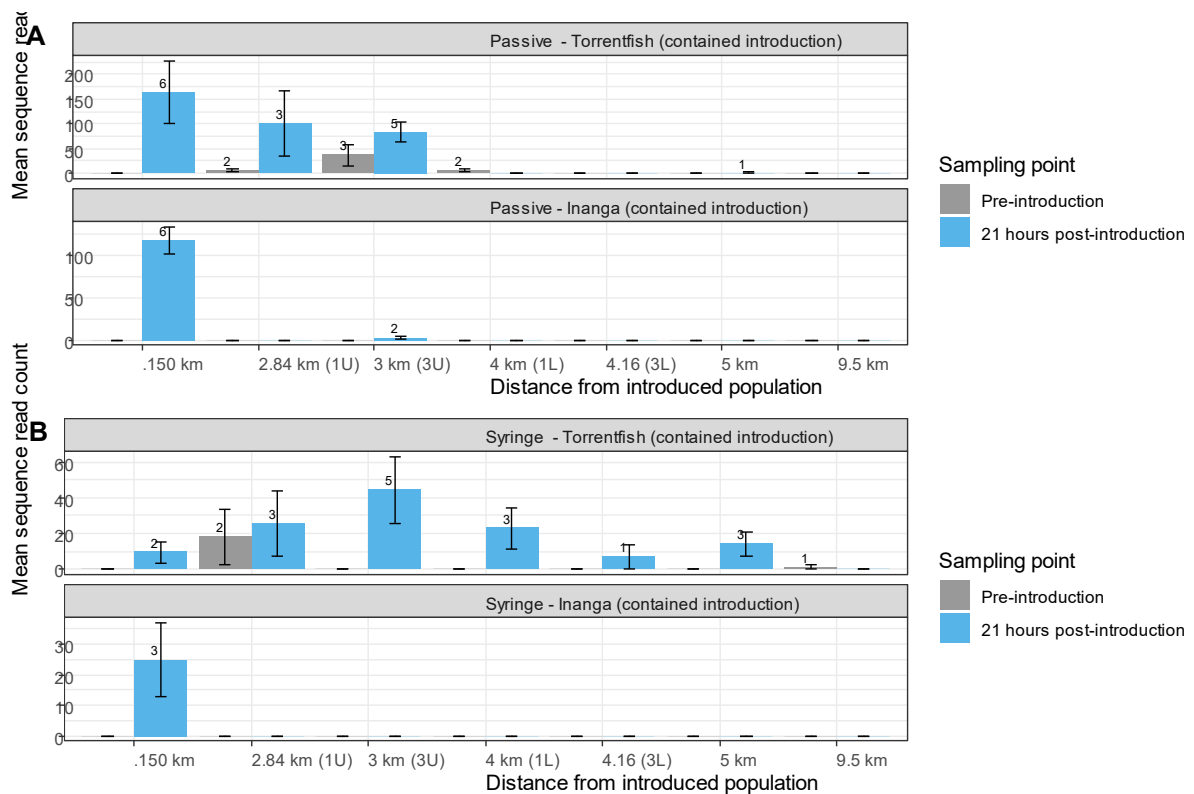 A
Mean sequence read
Passive - Torrentfish (contained introduction)
200
150
100
50
0
6
2
3
3
5
2
1
Passive - Inanga (contained introduction)
100
50
0
6
2
.150 km
2.84 km (1U)
3 km (3U)
4 km (1L)
4.16 (3L)
5 km
9.5 km
Distance from introduced population
Sampling point
Pre-introduction
21 hours post-introduction
B
Mean sequence read count
Syringe - Torrentfish (contained introduction)
60
40
20
0
2
2
3
5
3
1
3
1
Syringe - Inanga (contained introduction)
30
20
10
0
3
.150 km
2.84 km (1U)
3 km (3U)
4 km (1L)
4.16 (3L)
5 km
9.5 km
Distance from introduced population
Sampling point
Pre-introduction
21 hours post-introduction